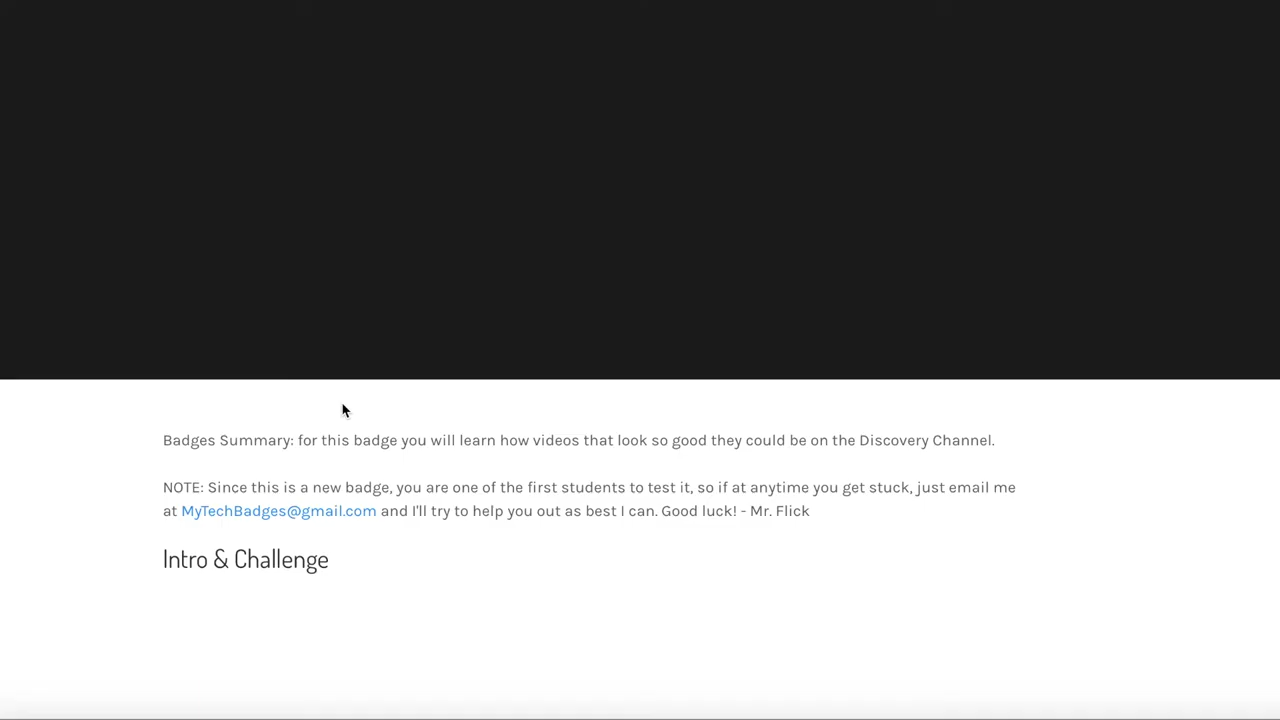 Badges Summary: for this badge you will learn how videos that look so good they could be on the Discovery Channel.
NOTE: Since this is a new badge, you are one of the first students to test it, so if at anytime you get stuck, just email me
at MyTechBadges@gmail.com and I'll try to help you out as best I can. Good luck! - Mr. Flick
Intro & Challenge